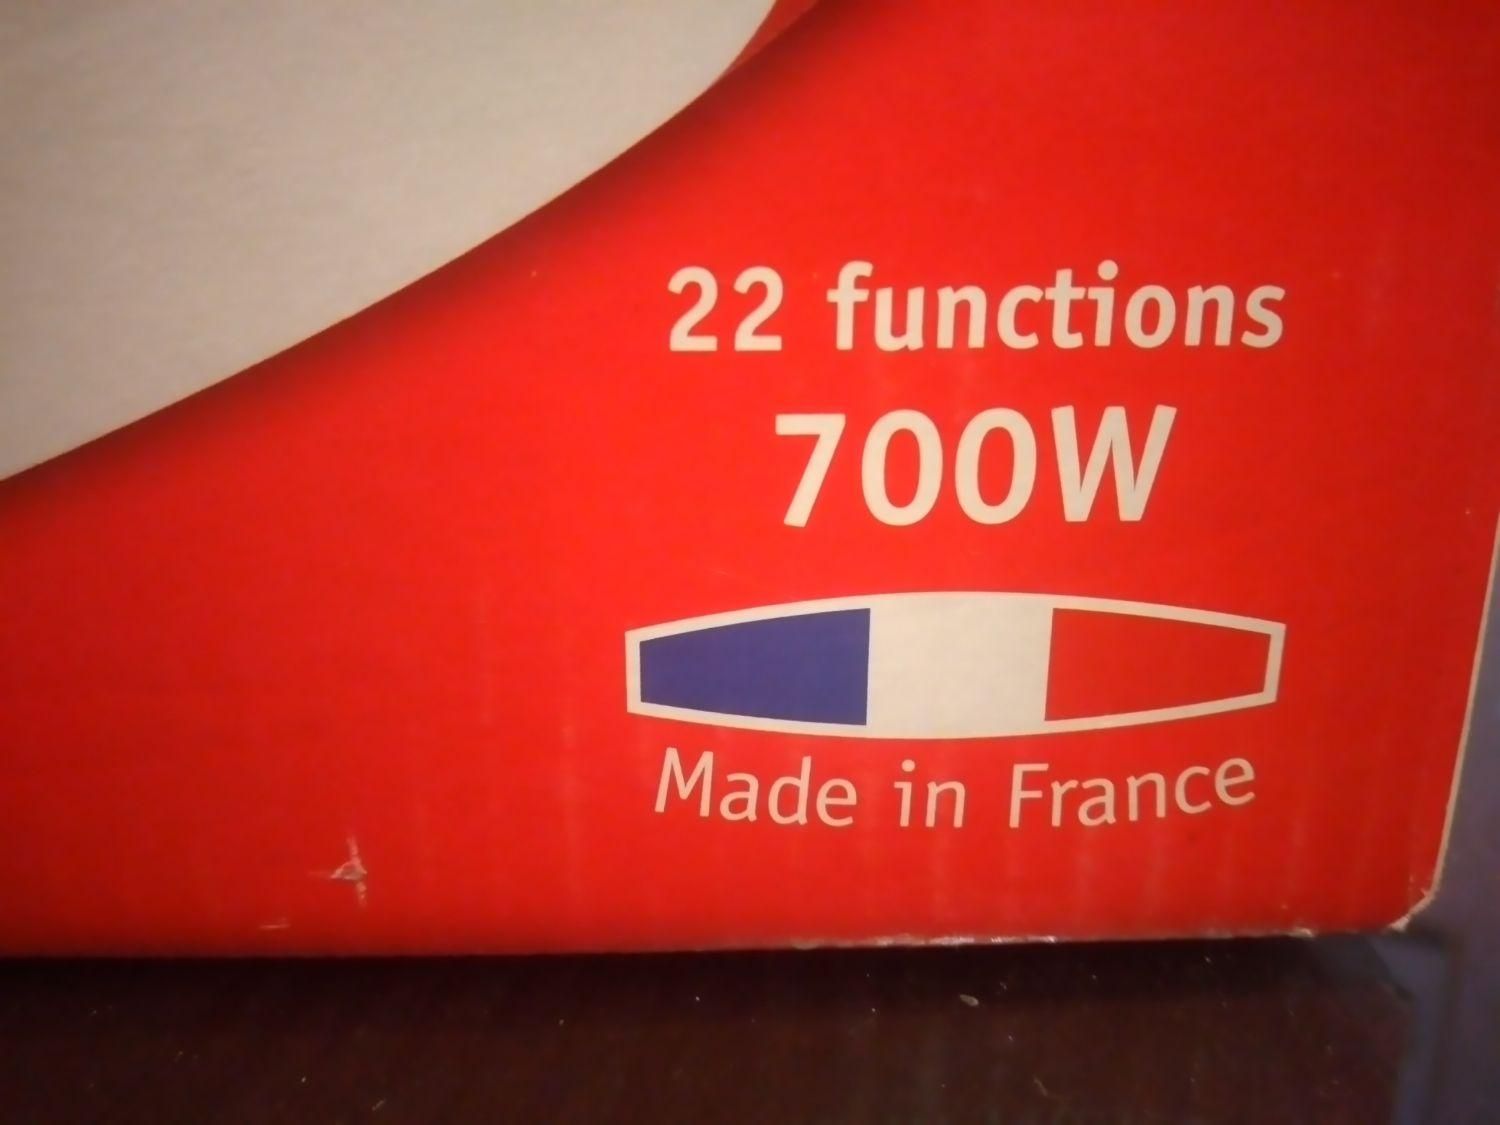 22 functions
700W
Made in France